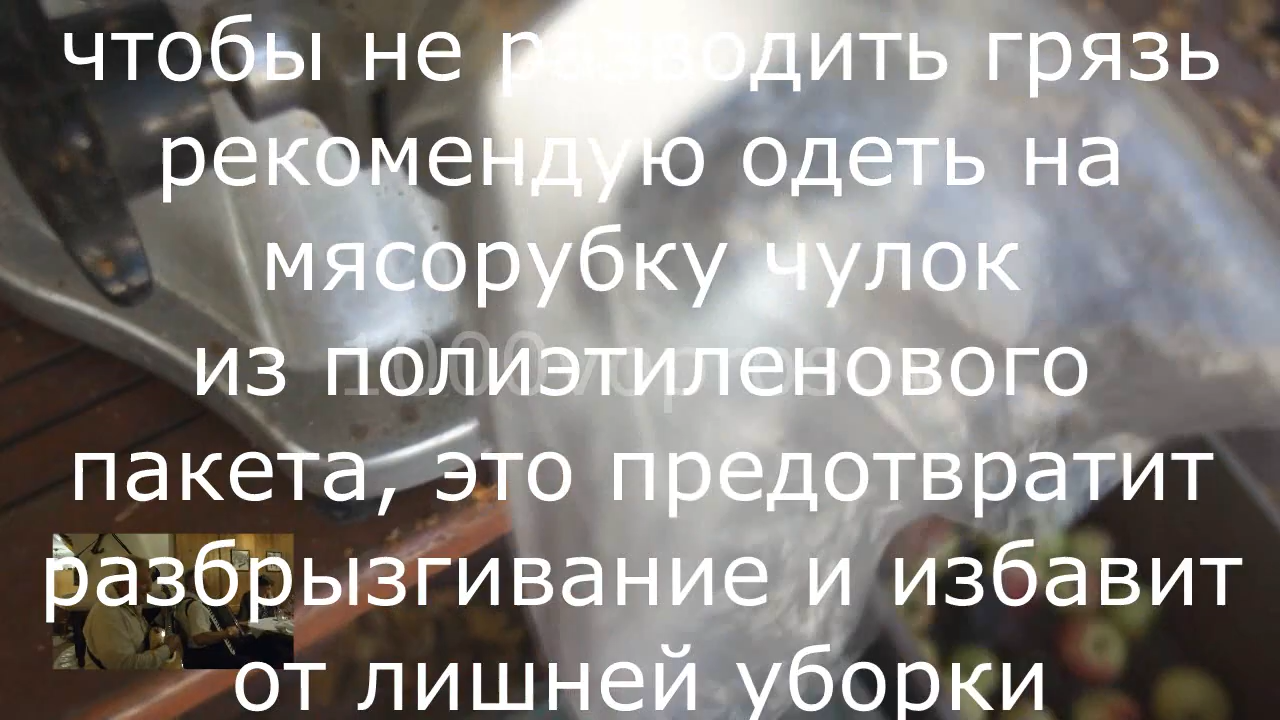 чтобы не разводить грязь
рекомендую одеть на
мясорубку чулок
из полиэтиленового
пакета, это предотвратит
разбрызгивание и избавит
от лишней уборки